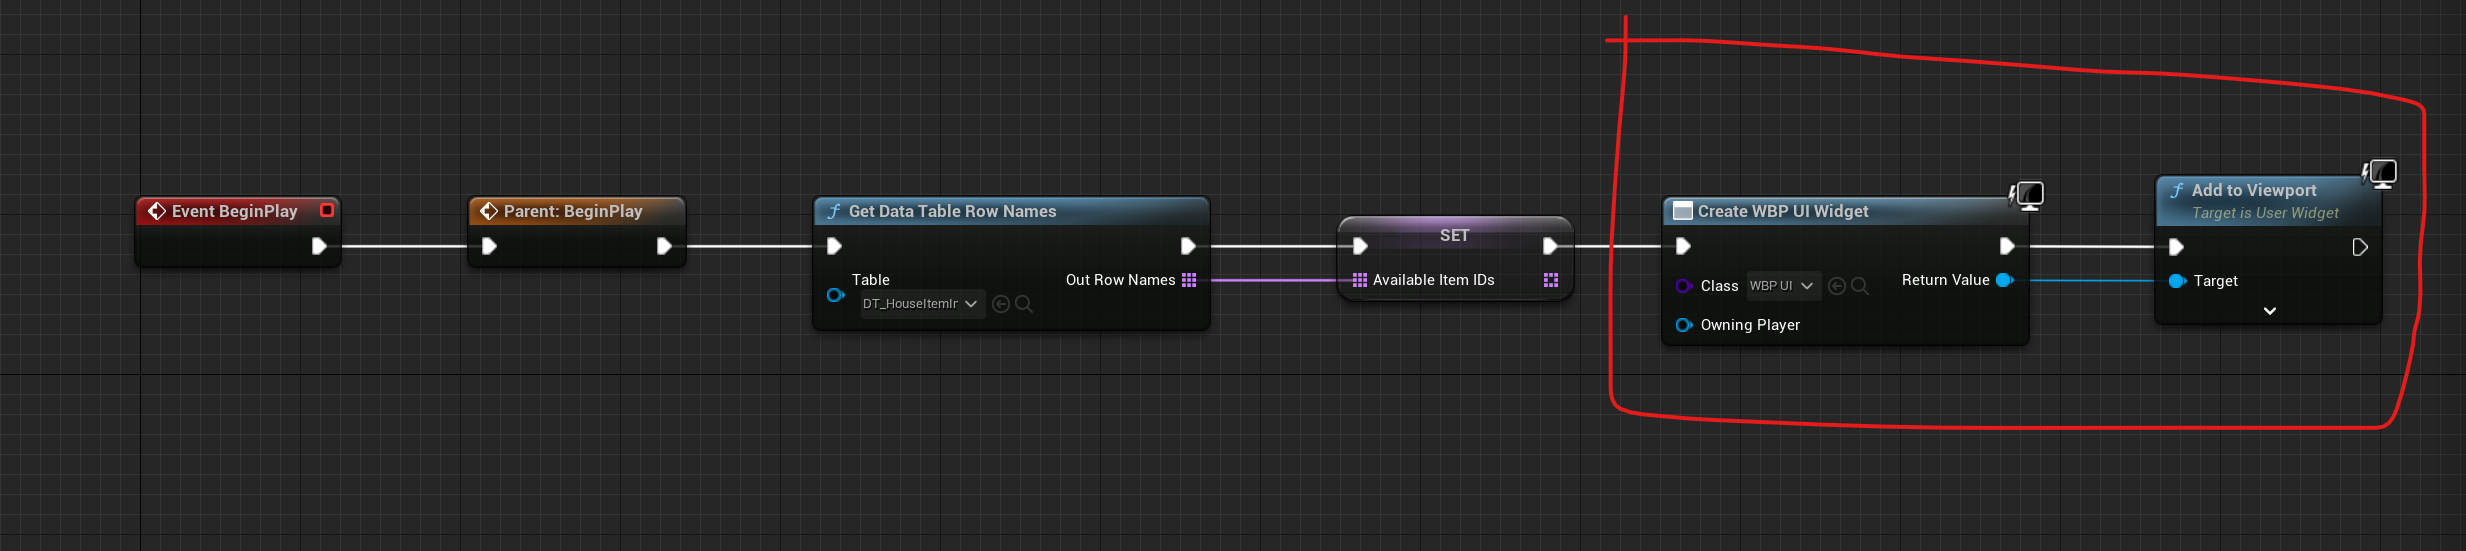 Event BeginPlay
Parent: BeginPlay
Get Data Table Row Names
Table
DT_HouseItemIr
Out Row Names
SET
Available Item IDs
Create WBP UI Widget
Class
WBP UI
Return Value
Owning Player
Add to Viewport
Target is User Widget
Target